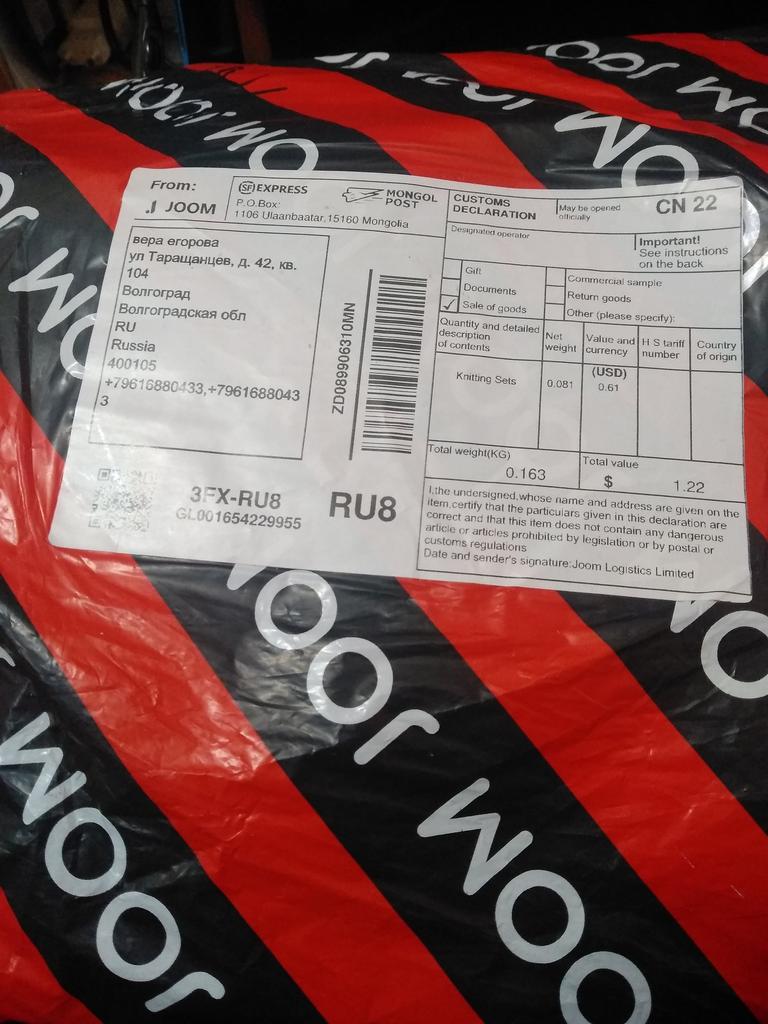 JOOM JOOM
JOOM JOOM
From:
JOOM
SF EXPRESS
MONGOL
POST
P.O.Box:
1106 Ulaanbaatar,15160 Mongolia
CUSTOMS
DECLARATION
May be opened
officially
CN 22
Designated operator
Important!
See instructions
on the back
Gift
Documents
✓ Sale of goods
Commercial sample
Return goods
Other (please specify):
Quantity and detailed
description
of contents
Net
weight
Value and
currency
H S tariff
number
Country
of origin
(USD)
Knitting Sets
0.081
0.61
Total weight(KG)
0.163
Total value
$ 1.22
I,the undersigned,whose name and address are given on the
item,certify that the particulars given in this declaration are
correct and that this item does not contain any dangerous
article or articles prohibited by legislation or by postal or
customs regulations
Date and sender's signature:Joom Logistics Limited
вера егорова
ул Таращанцев, д. 42, кв.
104
Волгоград
Волгоградская обл
RU
Russia
400105
+79616880433,+7961688043
3
ZD089906310MN
3FX-RU8
GL001654229955
RU8
JOOM JOOM
JOOM